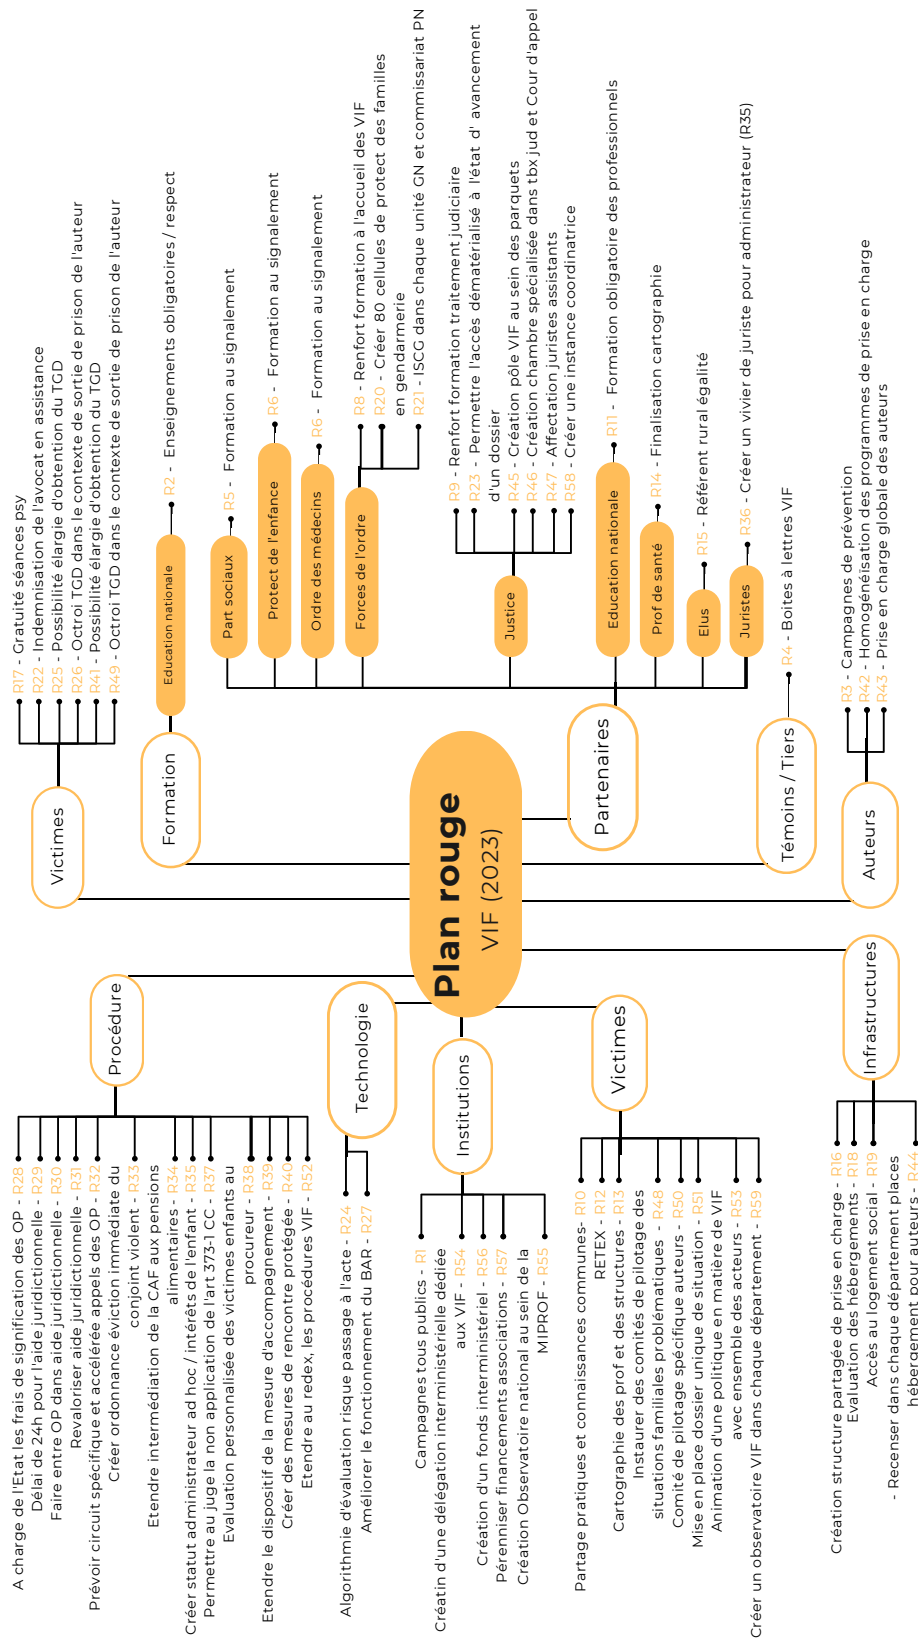 Plan rouge
VIF (2023)
Procédure
A charge de l'Etat les frais de signification des OP - R28
Délai de 24h pour l'aide juridictionnelle - R29
Faire entre OP dans aide juridictionnelle - R30
Revaloriser aide juridictionnelle - R31
Prévoir circuit spécifique et accélérée appels des OP - R32
Créer ordonnance éviction immédiate du
conjoint violent - R33
Etendre intermédiation de la CAF aux pensions
alimentaires - R34
Créer statut administrateur ad hoc / intérêts de l'enfant - R35
Permettre au juge la non application de l'art 373-1 CC - R37
Evaluation personnalisée des victimes enfants au
procureur - R38
Etendre le dispositif de la mesure d'accompagnement - R39
Créer des mesures de rencontre protégée - R40
Etendre au redex, les procédures VIF - R52
Technologie
Algorithmie d'évaluation risque passage à l'acte - R24
Améliorer le fonctionnement du BAR - R27
Institutions
Campagnes tous publics - R1
Créatin d'une délégation interministérielle dédiée
aux VIF - R54
Création d'un fonds interministériel - R56
Pérenniser financements associations - R57
Création Observatoire national au sein de la
MIPROF - R55
Victimes
Partage pratiques et connaissances communes- R10
RETEX - R12
Cartographie des prof et des structures - R13
Instaurer des comités de pilotage des
situations familiales problématiques - R48
Comité de pilotage spécifique auteurs - R50
Mise en place dossier unique de situation - R51
Animation d'une politique en matière de VIF
avec ensemble des acteurs - R53
Créer un observatoire VIF dans chaque département - R59
Infrastructures
Création structure partagée de prise en charge - R16
Evaluation des hébergements - R18
Accès au logement social - R19
- Recenser dans chaque département places
hébergement pour auteurs - R44
Victimes
R17 - Gratuité séances psy
R22 - Indemnisation de l'avocat en assistance
R25 - Possibilité élargie d'obtention du TGD
R26 - Octroi TGD dans le contexte de sortie de prison de l'auteur
R41 - Possibilité élargie d'obtention du TGD
R49 - Octroi TGD dans le contexte de sortie de prison de l'auteur
Formation
Education nationale
R2 - Enseignements obligatoires / respect
Partenaires
Part sociaux
R5 - Formation au signalement
Protect de l'enfance
R6 - Formation au signalement
Ordre des médecins
R6 - Formation au signalement
Forces de l'ordre
R8 - Renfort formation à l'accueil des VIF
R20 - Créer 80 cellules de protect des familles
en gendarmerie
R21 - ISCG dans chaque unité GN et commissariat PN
Justice
R9 - Renfort formation traitement judiciaire
R23 - Permettre l'accès dématérialisé à l'état d' avancement
d'un dossier
R45 - Création pôle VIF au sein des parquets
R46 - Création chambre spécialisée dans tbx jud et Cour d'appel
R47 - Affectation juristes assistants
R58 - Créer une instance coordinatrice
Education nationale
R11 - Formation obligatoire des professionnels
Prof de santé
R14 - Finalisation cartographie
Elus
R15 - Référent rural égalité
Juristes
R36 - Créer un vivier de juriste pour administrateur (R35)
Témoins / Tiers
R4 - Boites à lettres VIF
Auteurs
R3 - Campagnes de prévention
R42 - Homogénéisation des programmes de prise en charge
R43 - Prise en charge globale des auteurs